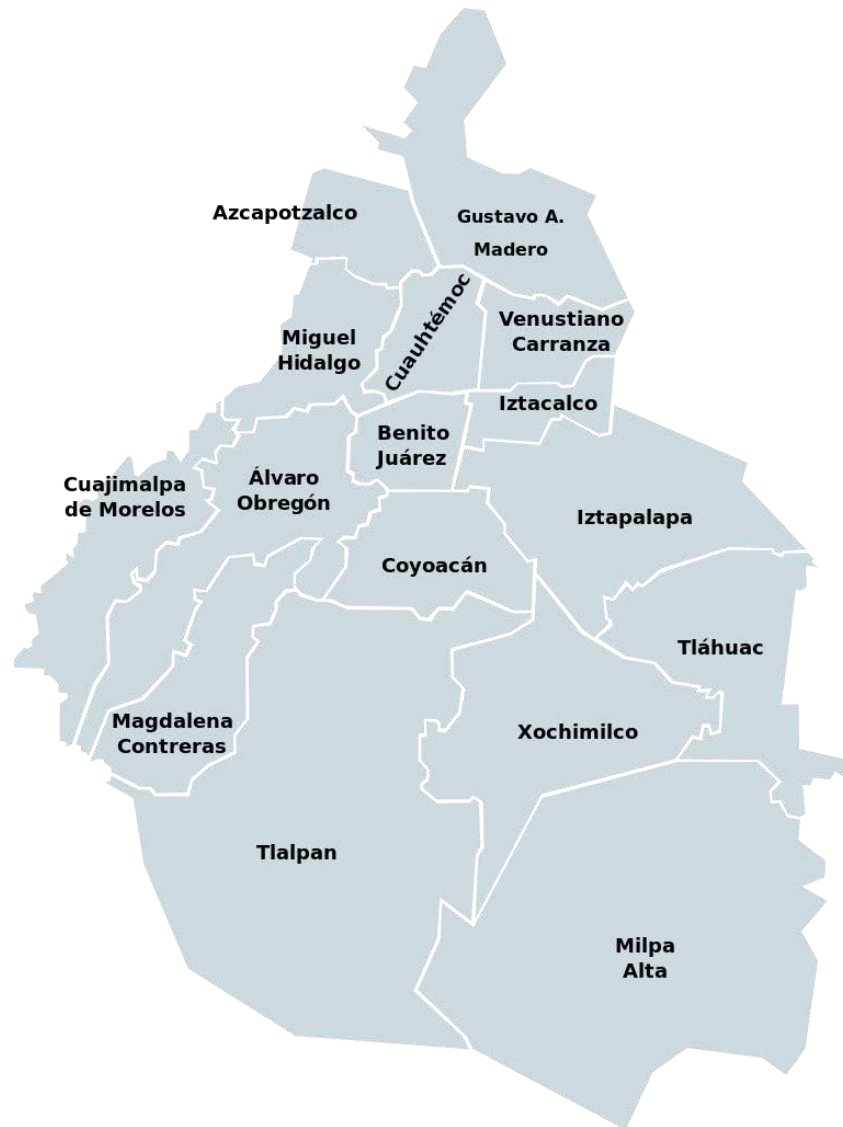 Azcapotzalco
Gustavo A.
Madero
Cuauhtémoc
Venustiano
Carranza
Miguel
Hidalgo
Iztacalco
Benito
Juárez
Cuajimalpa
de Morelos
Álvaro
Obregón
Iztapalapa
Coyoacán
Tláhuac
Magdalena
Contreras
Xochimilco
Tlalpan
Milpa
Alta